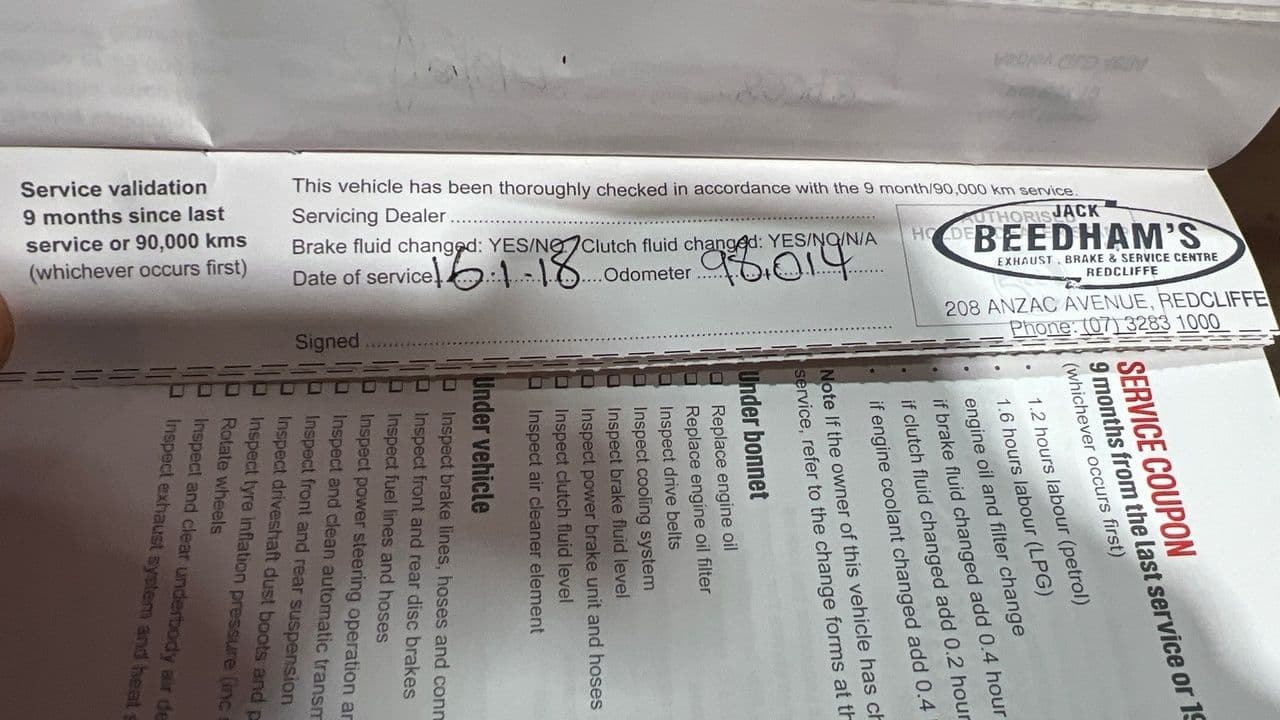 Service validation
9 months since last
service or 90,000 kms
(whichever occurs first)
This vehicle has been thoroughly checked in accordance with the 9 month/90,000 km service.
Servicing Dealer
Brake fluid changed: YES/NO Clutch fluid changed: YES/NO/N/A
Date of service 16.1.-18 Odometer 98,014
Signed
AUTHORISED
JACK
BEEDHAM'S
EXHAUST . BRAKE & SERVICE CENTRE
REDCLIFFE
208 ANZAC AVENUE, REDCLIFFE
Phone: (07) 3283 1000
SERVICE COUPON
9 months from the last service or
(whichever occurs first)
• 1.2 hours labour (petrol)
• 1.6 hours labour (LPG)
• engine oil and filter change
• if brake fluid changed add 0.4 hour
• if clutch fluid changed add 0.2 hour
• if engine coolant changed add 0.4
Note If the owner of this vehicle has
service, refer to the change forms at
Under bonnet
Replace engine oil
Replace engine oil filter
Inspect drive belts
Inspect cooling system
Inspect brake fluid level
Inspect power brake unit and hoses
Inspect clutch fluid level
Inspect air cleaner element
Under vehicle
Inspect brake lines, hoses and
Inspect front and rear disc brakes
Inspect fuel lines and hoses
Inspect power steering operation
Inspect and clean automatic
Inspect front and rear suspension
Inspect driveshaft dust boots and
Inspect tyre inflation pressure (inc
Rotate wheels
Inspect and clear underbody air
Inspect exhaust system and heat